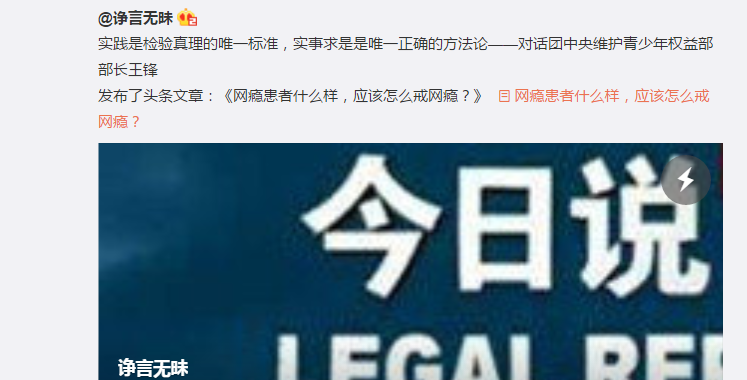 @诤言无昧
实践是检验真理的唯一标准，实事求是是唯一正确的方法论——对话团中央维护青少年权益部
部长王锋
发布了头条文章：《网瘾患者什么样，应该怎么戒网瘾？》 网瘾患者什么样，应该怎么戒
网瘾？
今日说
LEGAL REP
诤言无昧